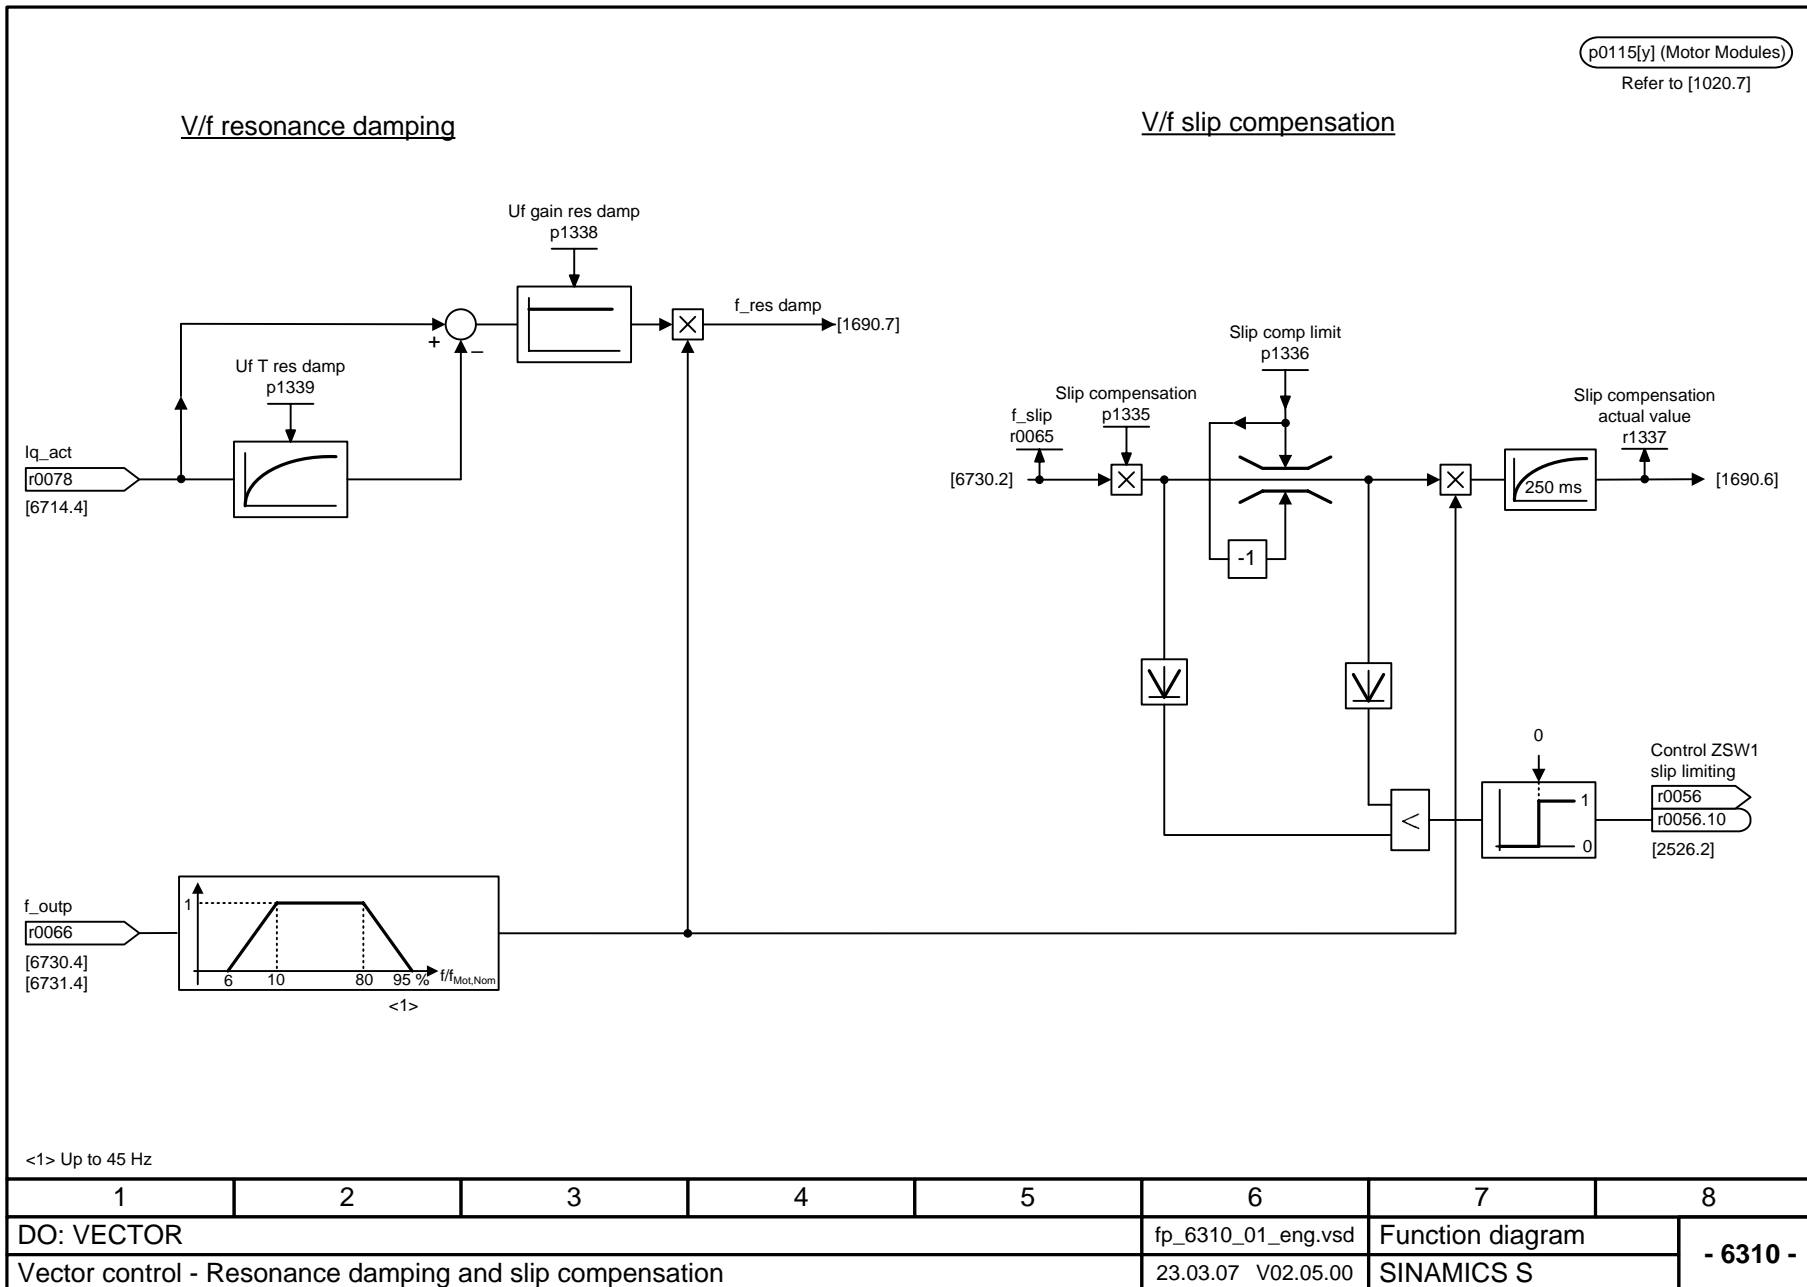 p0115[y] (Motor Modules)
Refer to [1020.7]
V/f resonance damping
V/f slip compensation
Uf gain res damp
p1338
f_res damp
[1690.7]
+
–
Uf T res damp
p1339
Iq_act
r0078
[6714.4]
Slip comp limit
p1336
Slip compensation
p1335
f_slip
r0065
[6730.2]
Slip compensation
actual value
r1337
250 ms
[1690.6]
-1
0
1
0
<
Control ZSW1
slip limiting
r0056
r0056.10
[2526.2]
f_outp
r0066
[6730.4]
[6731.4]
1
6 10 80 95 % f/fMot,Nom
<1>
<1> Up to 45 Hz
1 2 3 4 5 6 7 8
DO: VECTOR
fp_6310_01_eng.vsd
Function diagram
- 6310 -
Vector control - Resonance damping and slip compensation
23.03.07 V02.05.00
SINAMICS S